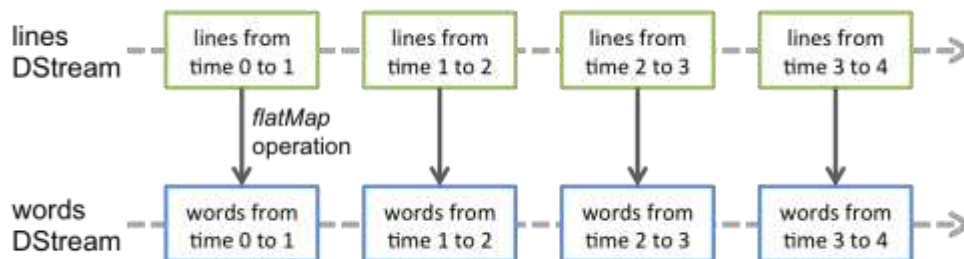 lines
DStream
lines from
time 0 to 1
lines from
time 1 to 2
lines from
time 2 to 3
lines from
time 3 to 4
flatMap
operation
words
DStream
words from
time 0 to 1
words from
time 1 to 2
words from
time 2 to 3
words from
time 3 to 4